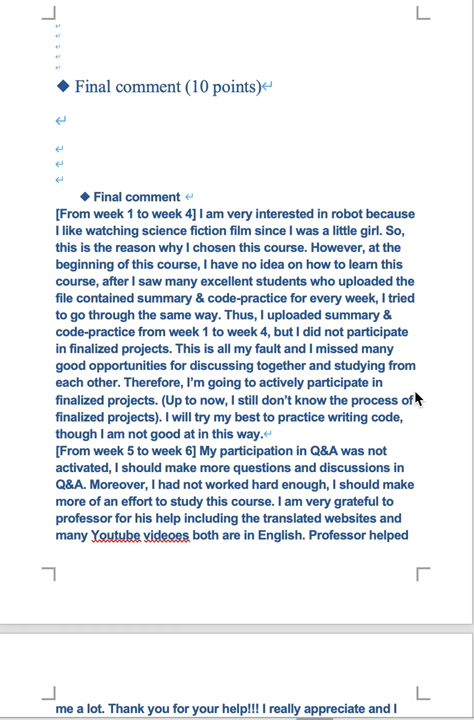 ◆ Final comment (10 points)
◆ Final comment
[From week 1 to week 4] I am very interested in robot because
I like watching science fiction film since I was a little girl. So,
this is the reason why I chosen this course. However, at the
beginning of this course, I have no idea on how to learn this
course, after I saw many excellent students who uploaded the
file contained summary & code-practice for every week, I tried
to go through the same way. Thus, I uploaded summary &
code-practice from week 1 to week 4, but I did not participate
in finalized projects. This is all my fault and I missed many
good opportunities for discussing together and studying from
each other. Therefore, I'm going to actively participate in
finalized projects. (Up to now, I still don't know the process of
finalized projects). I will try my best to practice writing code,
though I am not good at in this way.
[From week 5 to week 6] My participation in Q&A was not
activated, I should make more questions and discussions in
Q&A. Moreover, I had not worked hard enough, I should make
more of an effort to study this course. I am very grateful to
professor for his help including the translated websites and
many Youtube videoes both are in English. Professor helped
me a lot. Thank you for your help!!! I really appreciate and I